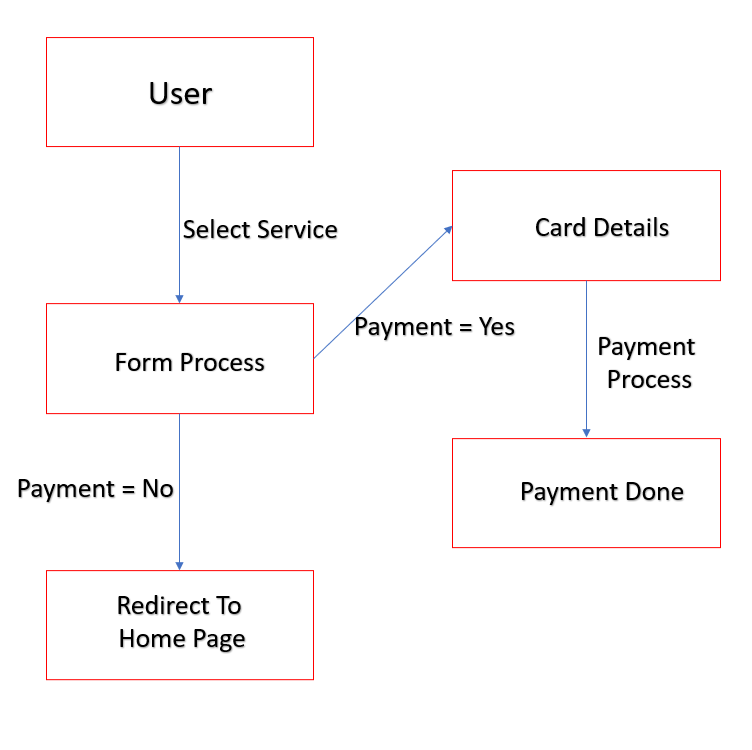 User
Select Service
Card Details
Payment = Yes
Form Process
Payment
Process
Payment = No
Payment Done
Redirect To
Home Page